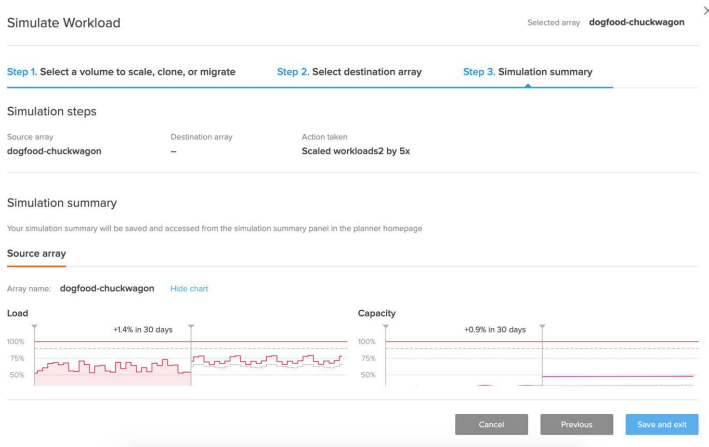 Simulate Workload
Selected array dogfood-chuckwagon
Step 1. Select a volume to scale, clone, or migrate
Step 2. Select destination array
Step 3. Simulation summary
Simulation steps
Source array
Destination array
Action taken
dogfood-chuckwagon
–
Scaled workloads2 by 5x
Simulation summary
Your simulation summary will be saved and accessed from the simulation summary panel in the planner homepage
Source array
Array name: dogfood-chuckwagon Hide chart
Load
+1.4% in 30 days
100%
75%
50%
Capacity
+0.9% in 30 days
100%
75%
50%
Cancel
Previous
Save and exit